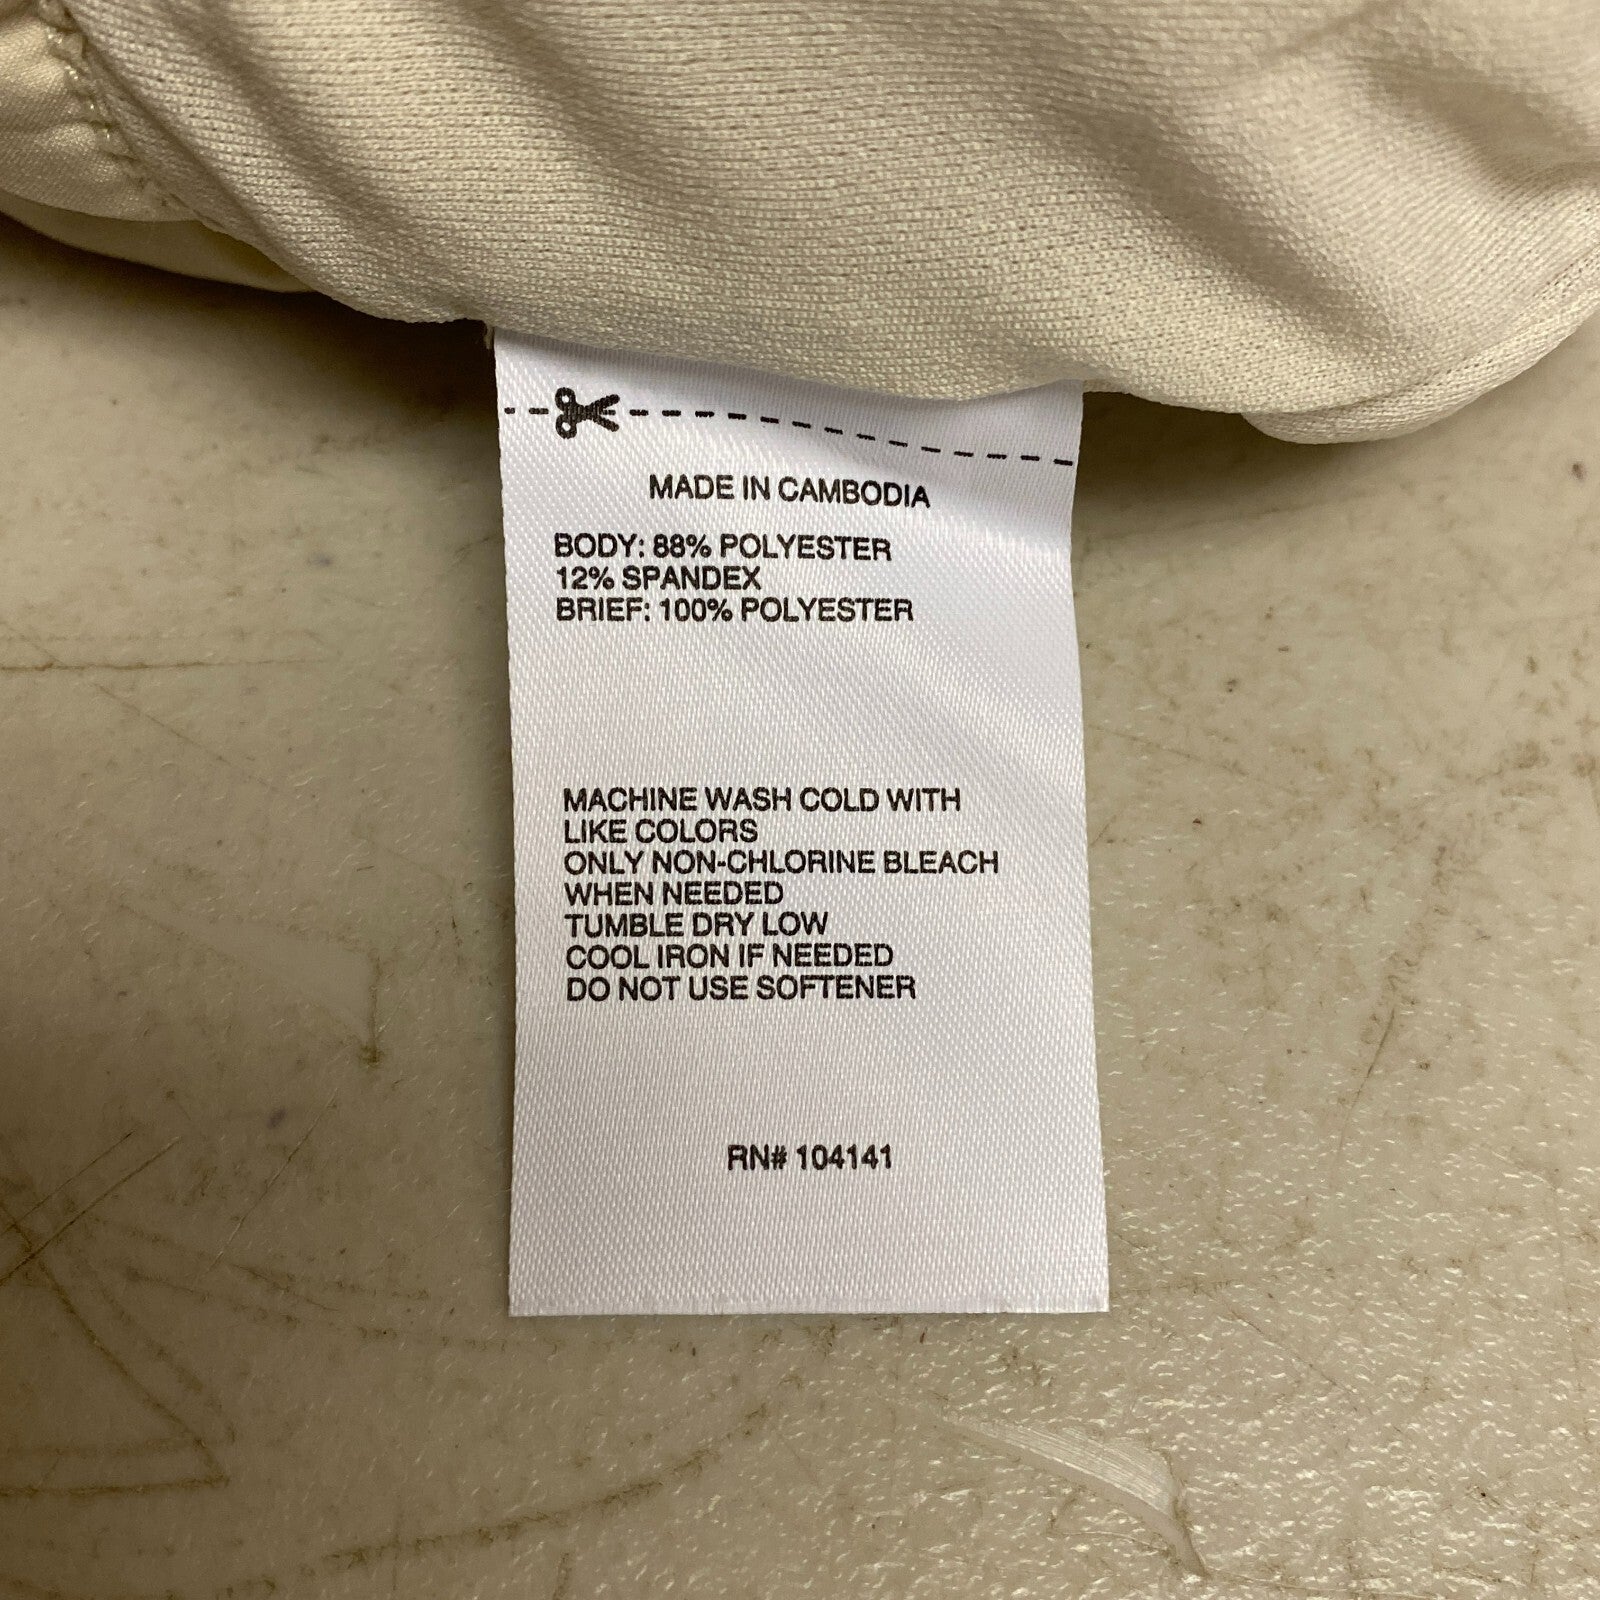 MADE IN CAMBODIA
BODY: 88% POLYESTER
12% SPANDEX
BRIEF: 100% POLYESTER
MACHINE WASH COLD WITH
LIKE COLORS
ONLY NON-CHLORINE BLEACH
WHEN NEEDED
TUMBLE DRY LOW
COOL IRON IF NEEDED
DO NOT USE SOFTENER
RN# 104141